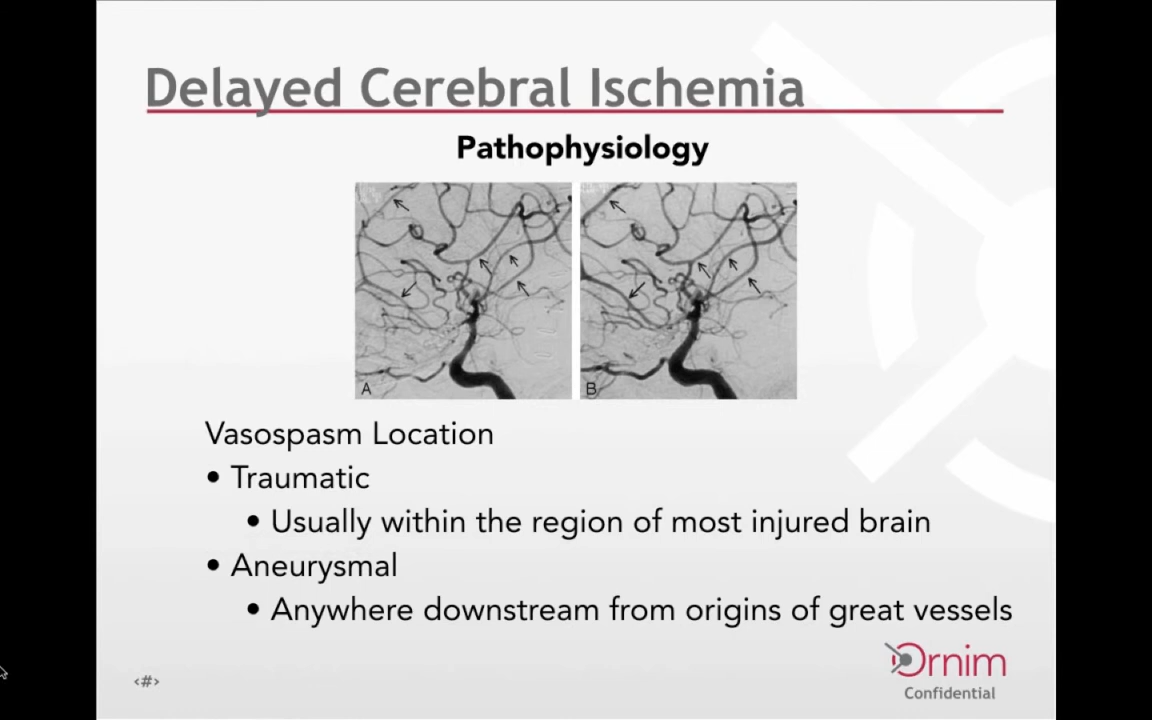 Delayed Cerebral Ischemia
Pathophysiology
A
B
Vasospasm Location
• Traumatic
• Usually within the region of most injured brain
• Aneurysmal
• Anywhere downstream from origins of great vessels
Ornim
Confidential
‹#›